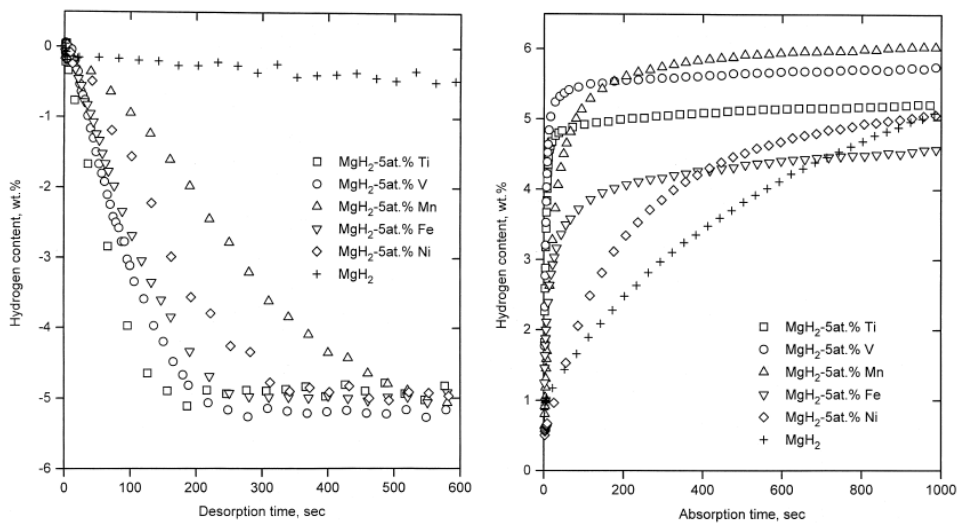 0
-1
-2
-3
-4
-5
-6
Hydrogen content, wt.%
□ MgH₂-5at.% Ti
○ MgH₂-5at.% V
△ MgH₂-5at.% Mn
▽ MgH₂-5at.% Fe
◇ MgH₂-5at.% Ni
+ MgH₂
0 100 200 300 400 500 600
Desorption time, sec
6
5
4
3
2
1
0
Hydrogen content, wt.%
□ MgH₂-5at.% Ti
○ MgH₂-5at.% V
△ MgH₂-5at.% Mn
▽ MgH₂-5at.% Fe
◇ MgH₂-5at.% Ni
+ MgH₂
0 200 400 600 800 1000
Absorption time, sec